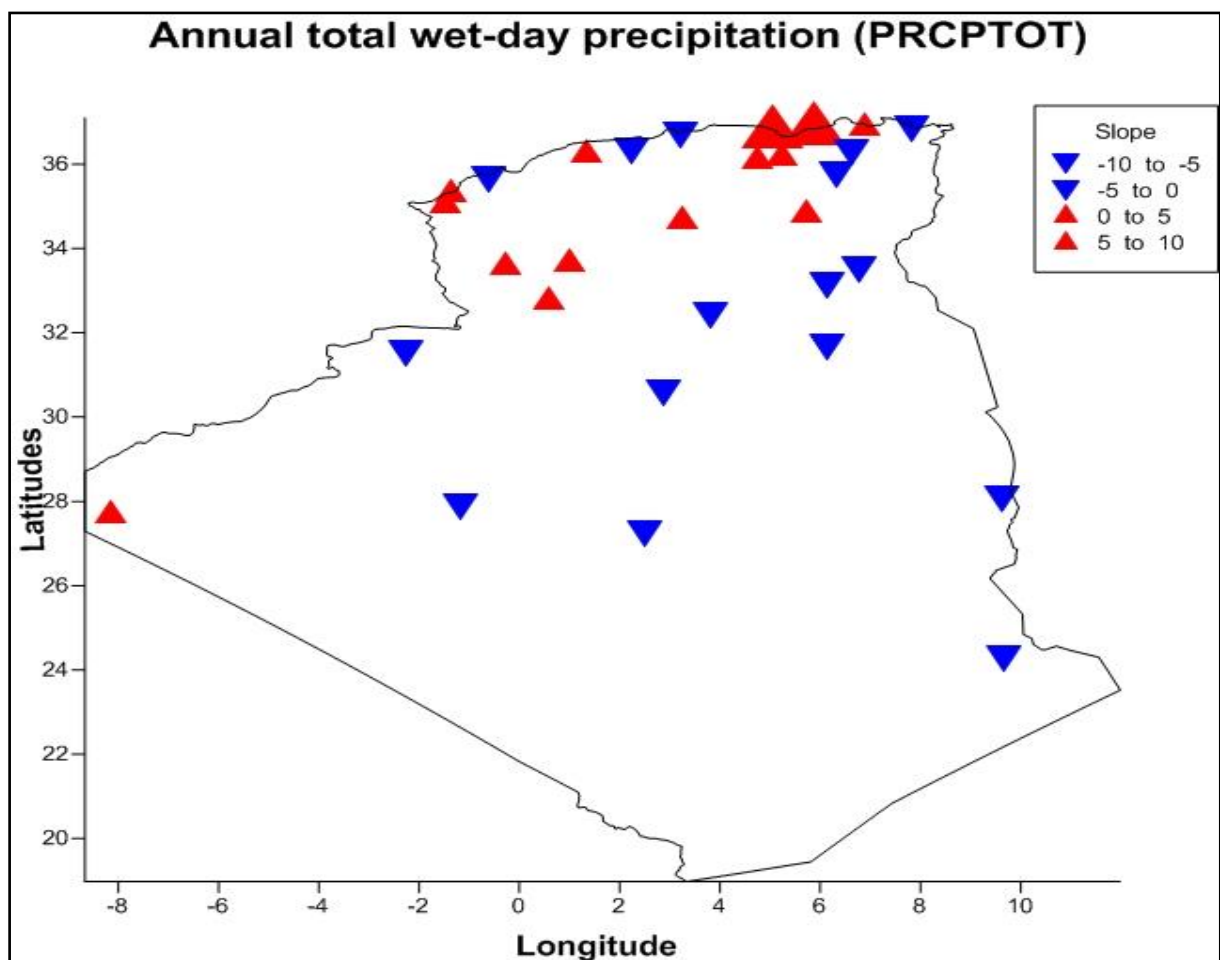 Annual total wet-day precipitation (PRCPTOT)
Slope
-10 to -5
-5 to 0
0 to 5
5 to 10
36
34
32
30
28
26
24
22
20
Latitudes
-8 -6 -4 -2 0 2 4 6 8 10
Longitude